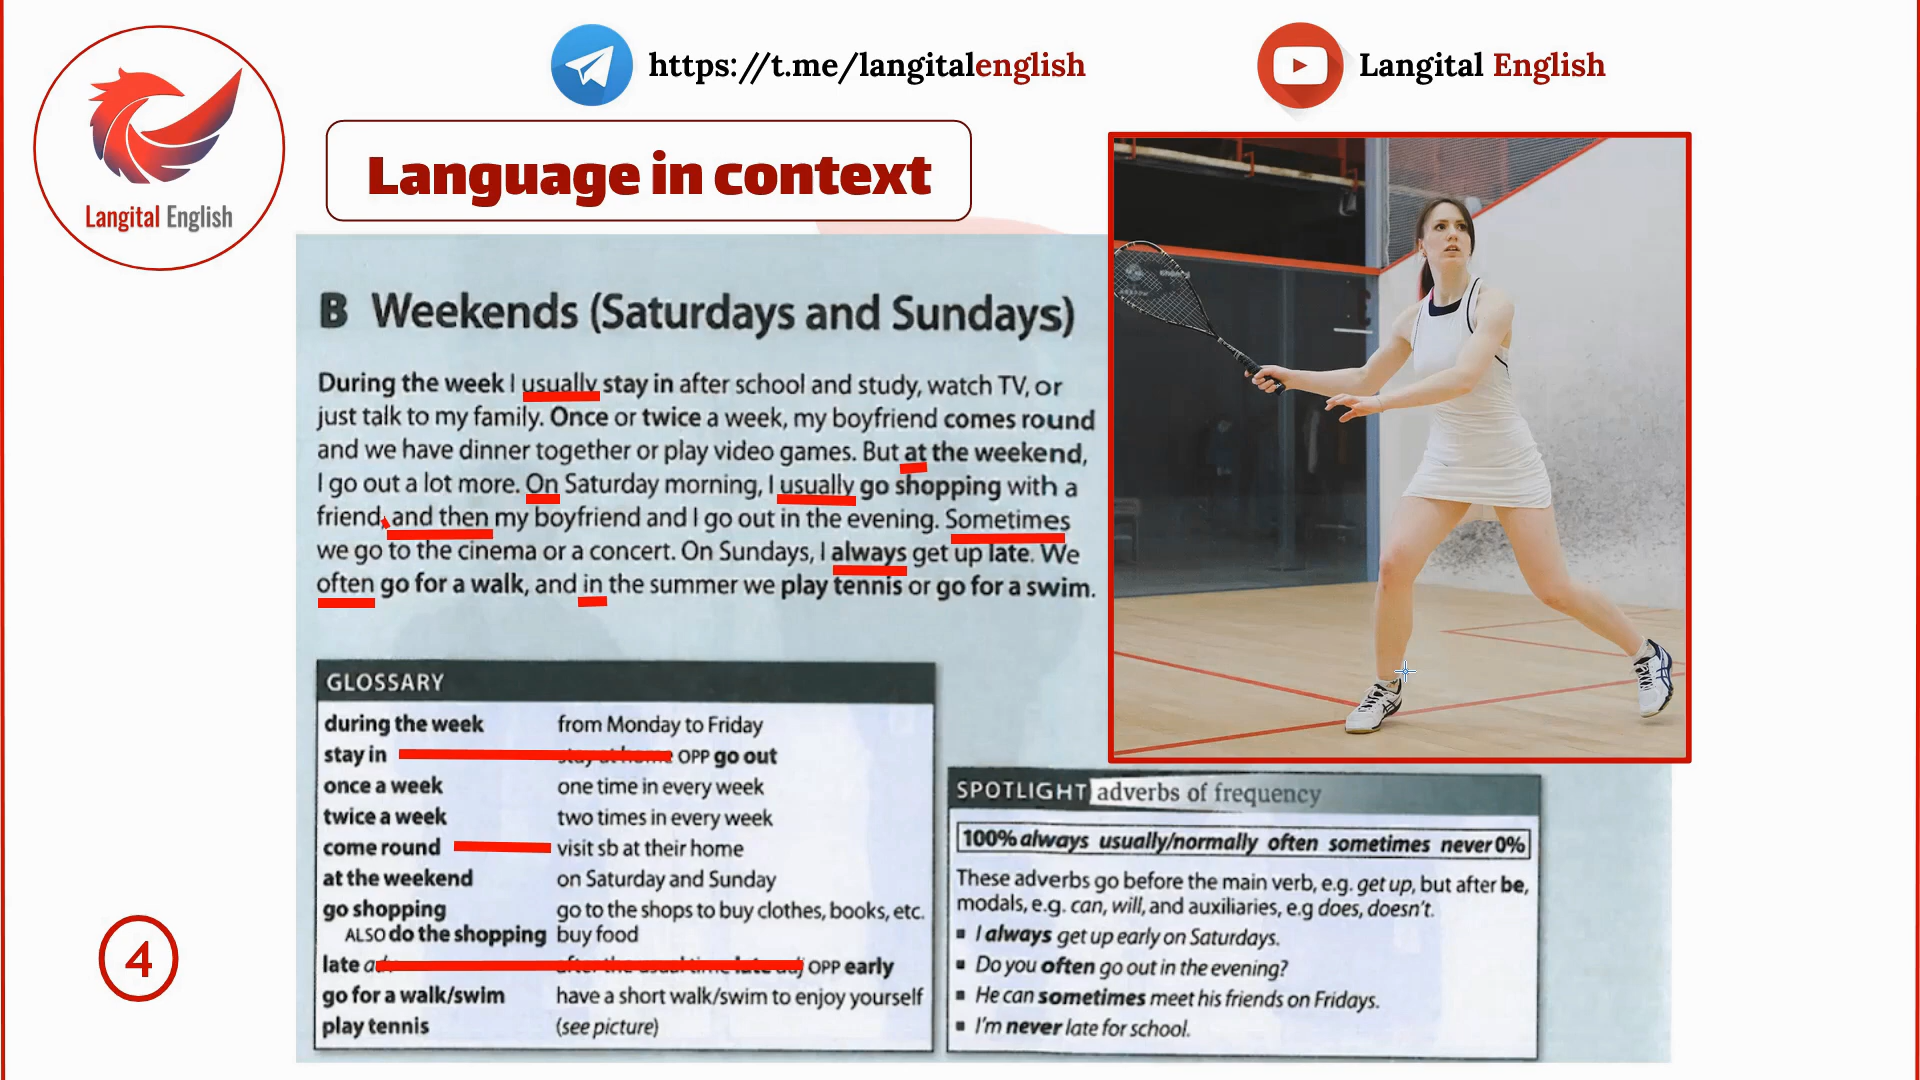 https://t.me/langitalenglish
Langital English
Langital English
Language in context
B Weekends (Saturdays and Sundays)
During the week I usually stay in after school and study, watch TV, or
just talk to my family. Once or twice a week, my boyfriend comes round
and we have dinner together or play video games. But at the weekend,
I go out a lot more. On Saturday morning, I usually go shopping with a
friend, and then my boyfriend and I go out in the evening. Sometimes
we go to the cinema or a concert. On Sundays, I always get up late. We
often go for a walk, and in the summer we play tennis or go for a swim.
GLOSSARY
during the week from Monday to Friday
stay in stay at home OPP go out
once a week one time in every week
twice a week two times in every week
come round visit sb at their home
at the weekend on Saturday and Sunday
go shopping go to the shops to buy clothes, books, etc.
ALSO do the shopping buy food
late after the usual time late adj OPP early
go for a walk/swim have a short walk/swim to enjoy yourself
play tennis (see picture)
SPOTLIGHT adverbs of frequency
100% always usually/normally often sometimes never 0%
These adverbs go before the main verb, e.g. get up, but after be,
modals, e.g. can, will, and auxiliaries, e.g does, doesn't.
▪ I always get up early on Saturdays.
▪ Do you often go out in the evening?
▪ He can sometimes meet his friends on Fridays.
▪ I'm never late for school.
4